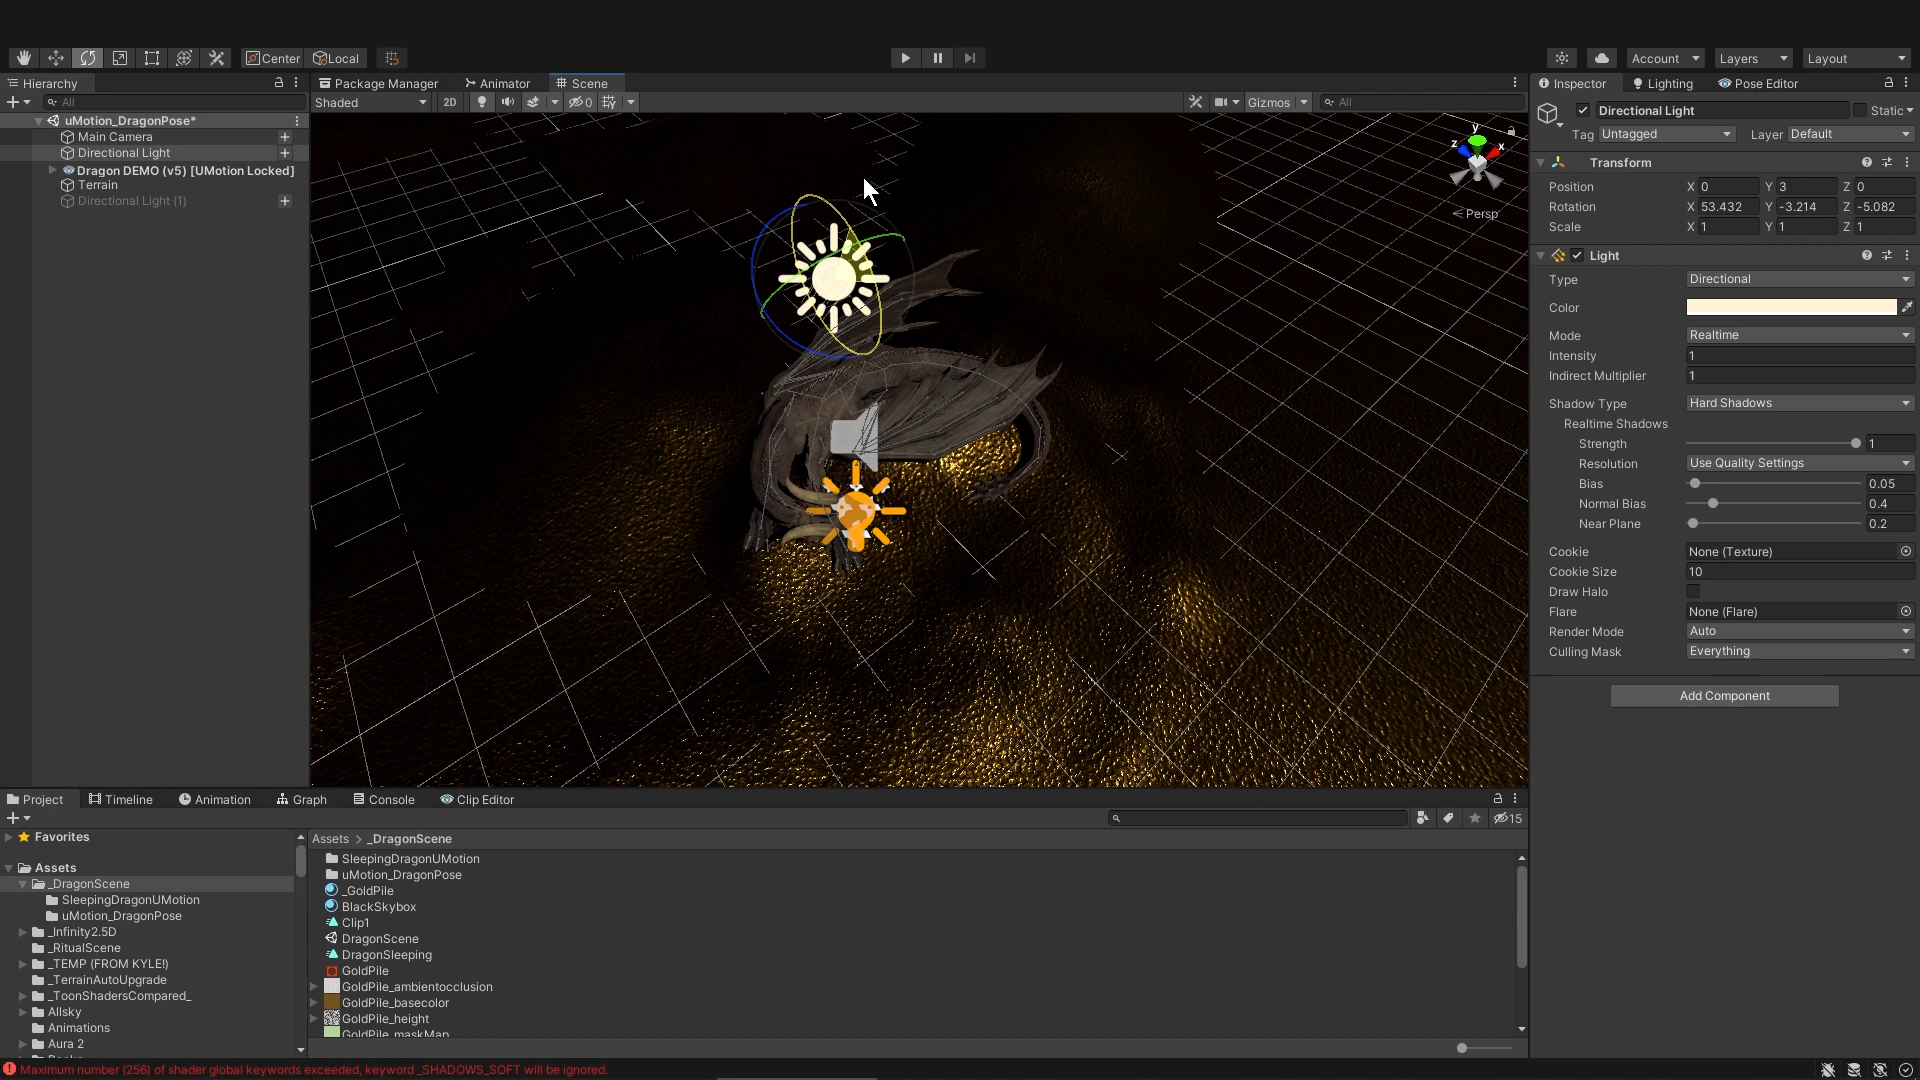 Center
Local
Account
Layers
Layout
Hierarchy
Package Manager
Animator
Scene
Inspector
Lighting
Pose Editor
All
Shaded
2D
0
Gizmos
All
Directional Light
Static
Tag Untagged
Layer Default
uMotion_DragonPose*
Main Camera
Directional Light
Dragon DEMO (v5) [UMotion Locked]
Terrain
Directional Light (1)
y
z
x
< Persp
Transform
Position X 0 Y 3 Z 0
Rotation X 53.432 Y -3.214 Z -5.082
Scale X 1 Y 1 Z 1
Light
Type Directional
Color
Mode Realtime
Intensity 1
Indirect Multiplier 1
Shadow Type Hard Shadows
Realtime Shadows
Strength 1
Resolution Use Quality Settings
Bias 0.05
Normal Bias 0.4
Near Plane 0.2
Cookie None (Texture)
Cookie Size 10
Draw Halo
Flare None (Flare)
Render Mode Auto
Culling Mask Everything
Add Component
Project
Timeline
Animation
Graph
Console
Clip Editor
15
Favorites
Assets
_DragonScene
SleepingDragonUMotion
uMotion_DragonPose
_Infinity2.5D
_RitualScene
_TEMP (FROM KYLE!)
_TerrainAutoUpgrade
_ToonShadersCompared_
Allsky
Animations
Aura 2
Assets > _DragonScene
SleepingDragonUMotion
uMotion_DragonPose
_GoldPile
BlackSkybox
Clip1
DragonScene
DragonSleeping
GoldPile
GoldPile_ambientocclusion
GoldPile_basecolor
GoldPile_height
GoldPile_maskMap
Maximum number (256) of shader global keywords exceeded, keyword _SHADOWS_SOFT will be ignored.